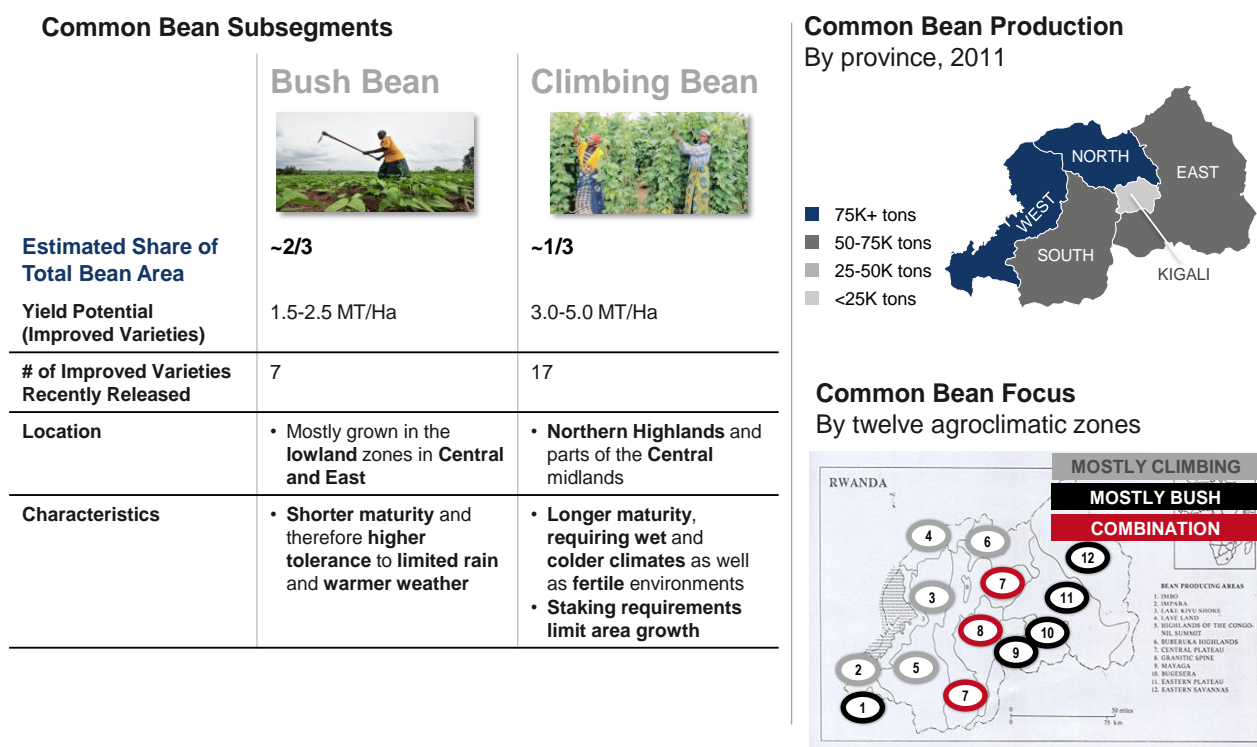 Common Bean Subsegments
Bush Bean
Climbing Bean
Estimated Share of
Total Bean Area
~2/3
~1/3
Yield Potential
(Improved Varieties)
1.5-2.5 MT/Ha
3.0-5.0 MT/Ha
# of Improved Varieties
Recently Released
7
17
Location
• Mostly grown in the
lowland zones in Central
and East
• Northern Highlands and
parts of the Central
midlands
Characteristics
• Shorter maturity and
therefore higher
tolerance to limited rain
and warmer weather
• Longer maturity,
requiring wet and
colder climates as well
as fertile environments
• Staking requirements
limit area growth
Common Bean Production
By province, 2011
75K+ tons
50-75K tons
25-50K tons
<25K tons
NORTH
EAST
WEST
SOUTH
KIGALI
Common Bean Focus
By twelve agroclimatic zones
RWANDA
MOSTLY CLIMBING
MOSTLY BUSH
COMBINATION
4
6
12
7
3
11
8
10
9
2
5
7
1
BEAN PRODUCING AREAS
1. IMBO
2. IMPARA
3. LAKE KIVU SHORE
4. LAVE LAND
5. HIGHLANDS OF THE CONGO-
NIL SUMMIT
6. BUBERUKA HIGHLANDS
7. CENTRAL PLATEAU
8. GRANITIC SPINE
9. MAYAGA
10. BUGESERA
11. EASTERN PLATEAU
12. EASTERN SAVANNAS
0 50 miles
75 km